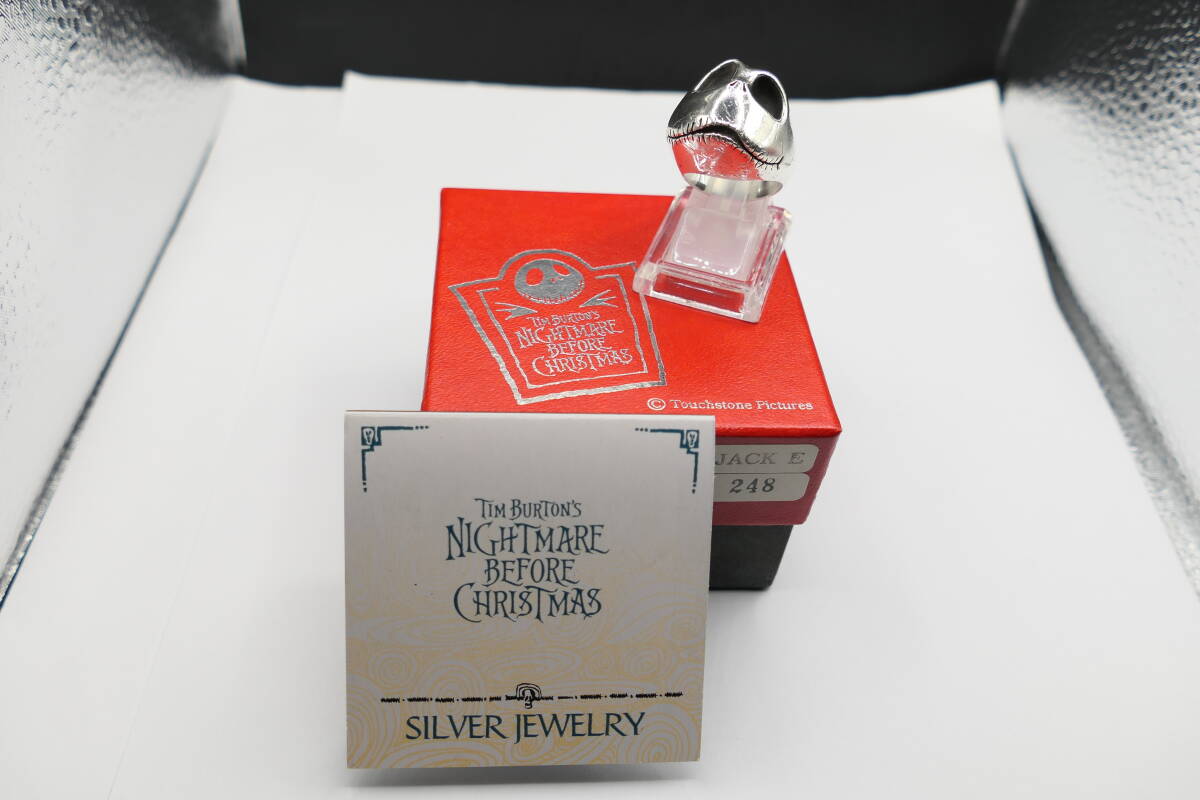 TIM BURTON'S
NIGHTMARE
BEFORE
CHRISTMAS
© Touchstone Pictures
JACK E
248
TIM BURTON'S
NIGHTMARE
BEFORE
CHRISTMAS
SILVER JEWELRY